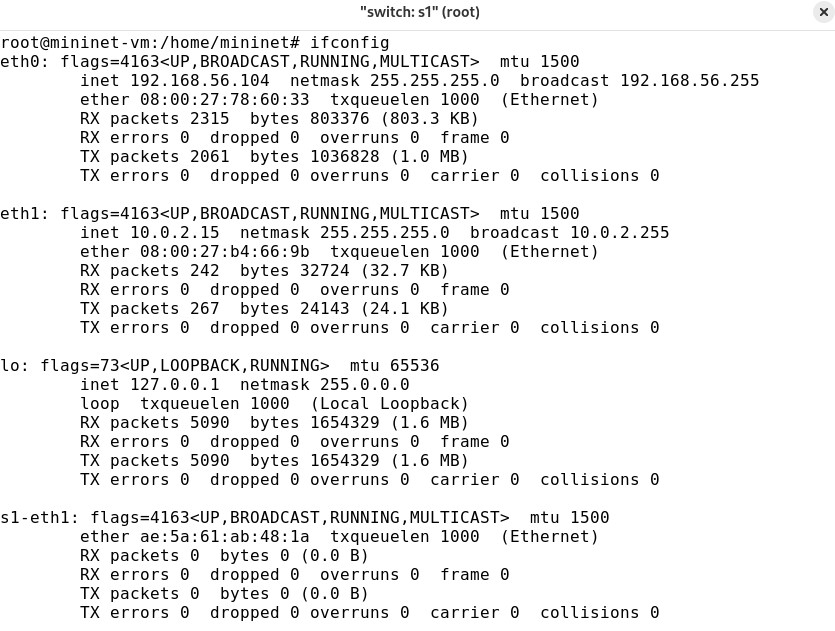 "switch: s1" (root)
root@mininet-vm:/home/mininet# ifconfig
eth0: flags=4163<UP,BROADCAST,RUNNING,MULTICAST>  mtu 1500
        inet 192.168.56.104  netmask 255.255.255.0  broadcast 192.168.56.255
        ether 08:00:27:78:60:33  txqueuelen 1000  (Ethernet)
        RX packets 2315  bytes 803376 (803.3 KB)
        RX errors 0  dropped 0  overruns 0  frame 0
        TX packets 2061  bytes 1036828 (1.0 MB)
        TX errors 0  dropped 0 overruns 0  carrier 0  collisions 0

eth1: flags=4163<UP,BROADCAST,RUNNING,MULTICAST>  mtu 1500
        inet 10.0.2.15  netmask 255.255.255.0  broadcast 10.0.2.255
        ether 08:00:27:b4:66:9b  txqueuelen 1000  (Ethernet)
        RX packets 242  bytes 32724 (32.7 KB)
        RX errors 0  dropped 0  overruns 0  frame 0
        TX packets 267  bytes 24143 (24.1 KB)
        TX errors 0  dropped 0 overruns 0  carrier 0  collisions 0

lo: flags=73<UP,LOOPBACK,RUNNING>  mtu 65536
        inet 127.0.0.1  netmask 255.0.0.0
        loop  txqueuelen 1000  (Local Loopback)
        RX packets 5090  bytes 1654329 (1.6 MB)
        RX errors 0  dropped 0  overruns 0  frame 0
        TX packets 5090  bytes 1654329 (1.6 MB)
        TX errors 0  dropped 0 overruns 0  carrier 0  collisions 0

s1-eth1: flags=4163<UP,BROADCAST,RUNNING,MULTICAST>  mtu 1500
        ether ae:5a:61:ab:48:1a  txqueuelen 1000  (Ethernet)
        RX packets 0  bytes 0 (0.0 B)
        RX errors 0  dropped 0  overruns 0  frame 0
        TX packets 0  bytes 0 (0.0 B)
        TX errors 0  dropped 0 overruns 0  carrier 0  collisions 0